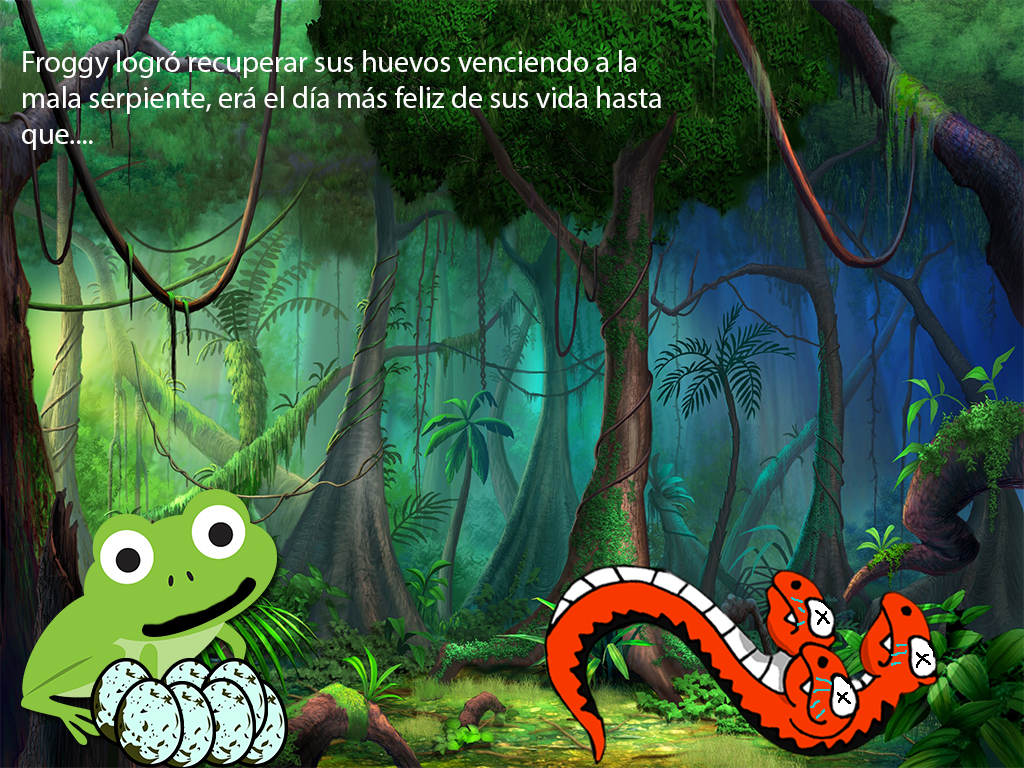 Froggy logró recuperar sus huevos venciendo a la
mala serpiente, erá el día más feliz de sus vida hasta
que....